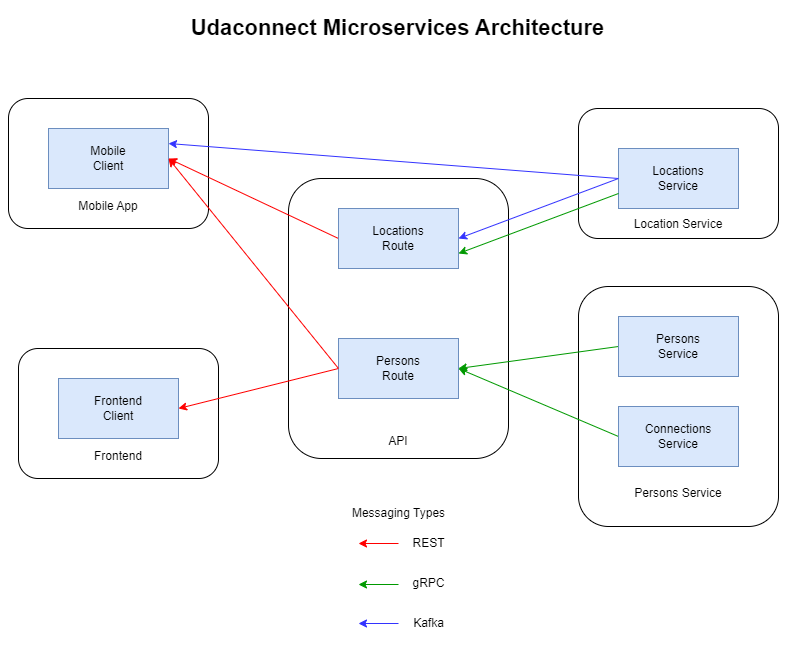 Udaconnect Microservices Architecture
Mobile
Client
Mobile App
Locations
Route
Locations
Service
Location Service
Persons
Route
API
Persons
Service
Connections
Service
Persons Service
Frontend
Client
Frontend
Messaging Types
REST
gRPC
Kafka